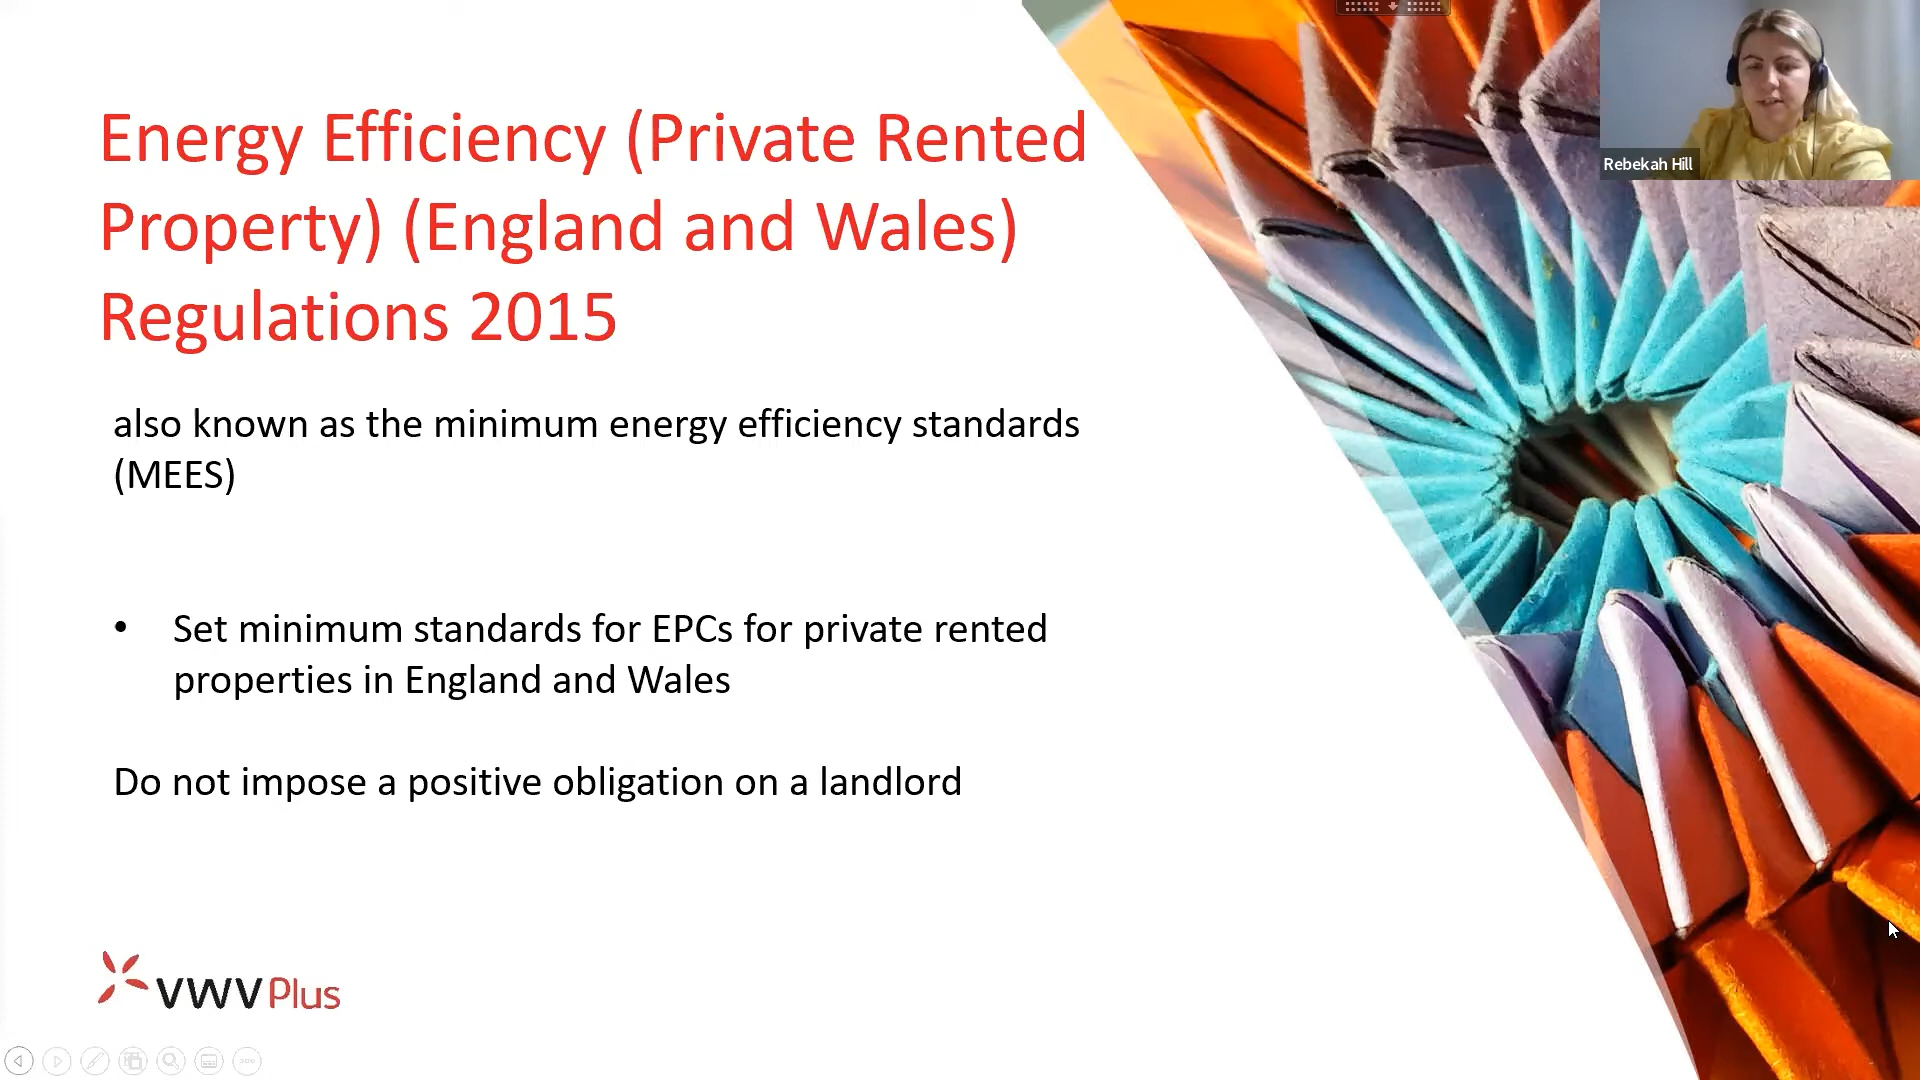 Energy Efficiency (Private Rented
Property) (England and Wales)
Regulations 2015
also known as the minimum energy efficiency standards
(MEES)
• Set minimum standards for EPCs for private rented
properties in England and Wales
Do not impose a positive obligation on a landlord
VWV Plus
Rebekah Hill